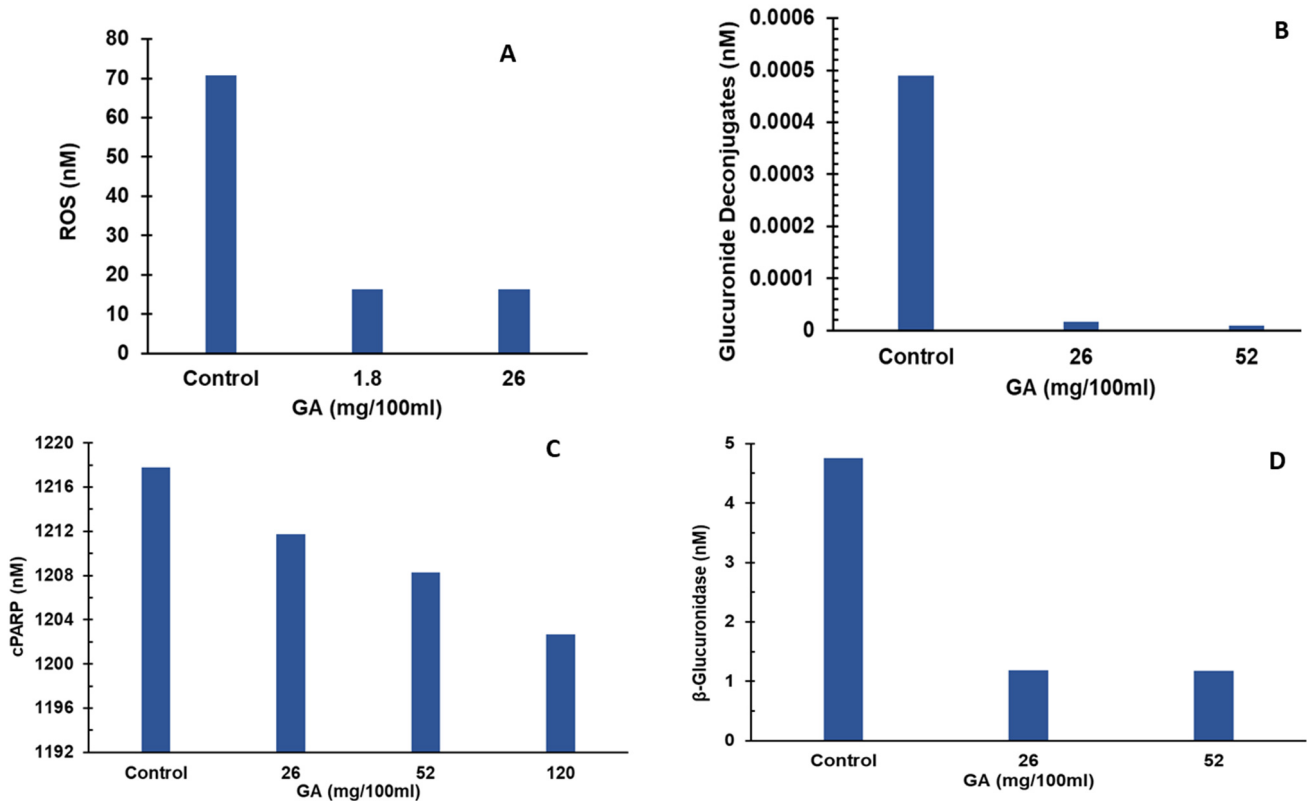 A
ROS (nM)
80
70
60
50
40
30
20
10
0
Control 1.8 26
GA (mg/100ml)
B
Glucuronide Deconjugates (nM)
0.0006
0.0005
0.0004
0.0003
0.0002
0.0001
0
Control 26 52
GA (mg/100ml)
C
cPARP (nM)
1220
1216
1212
1208
1204
1200
1196
1192
Control 26 52 120
GA (mg/100ml)
D
β-Glucuronidase (nM)
5
4
3
2
1
0
Control 26 52
GA (mg/100ml)